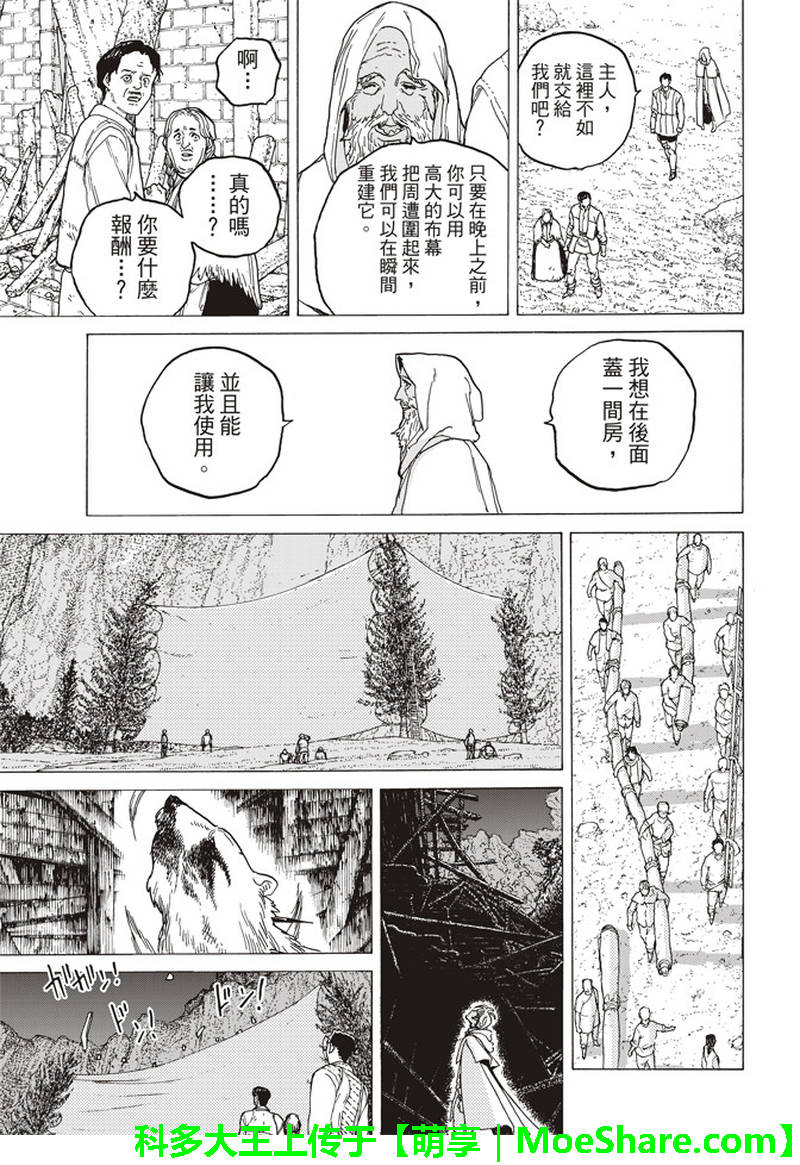 主人，
這裡不如
就交給
我們吧？
只要在晚上之前，
你可以用
高大的布幕
把周遭圍起來，
我們可以在瞬間
重建它。
啊…
真的嗎
……？
你要什麼
報酬…？
我想在後面
蓋一間房，
並且能
讓我使用。
ガガガン！
ドン！
ドン！
科多大王上传于【萌享／MoeShare.com】